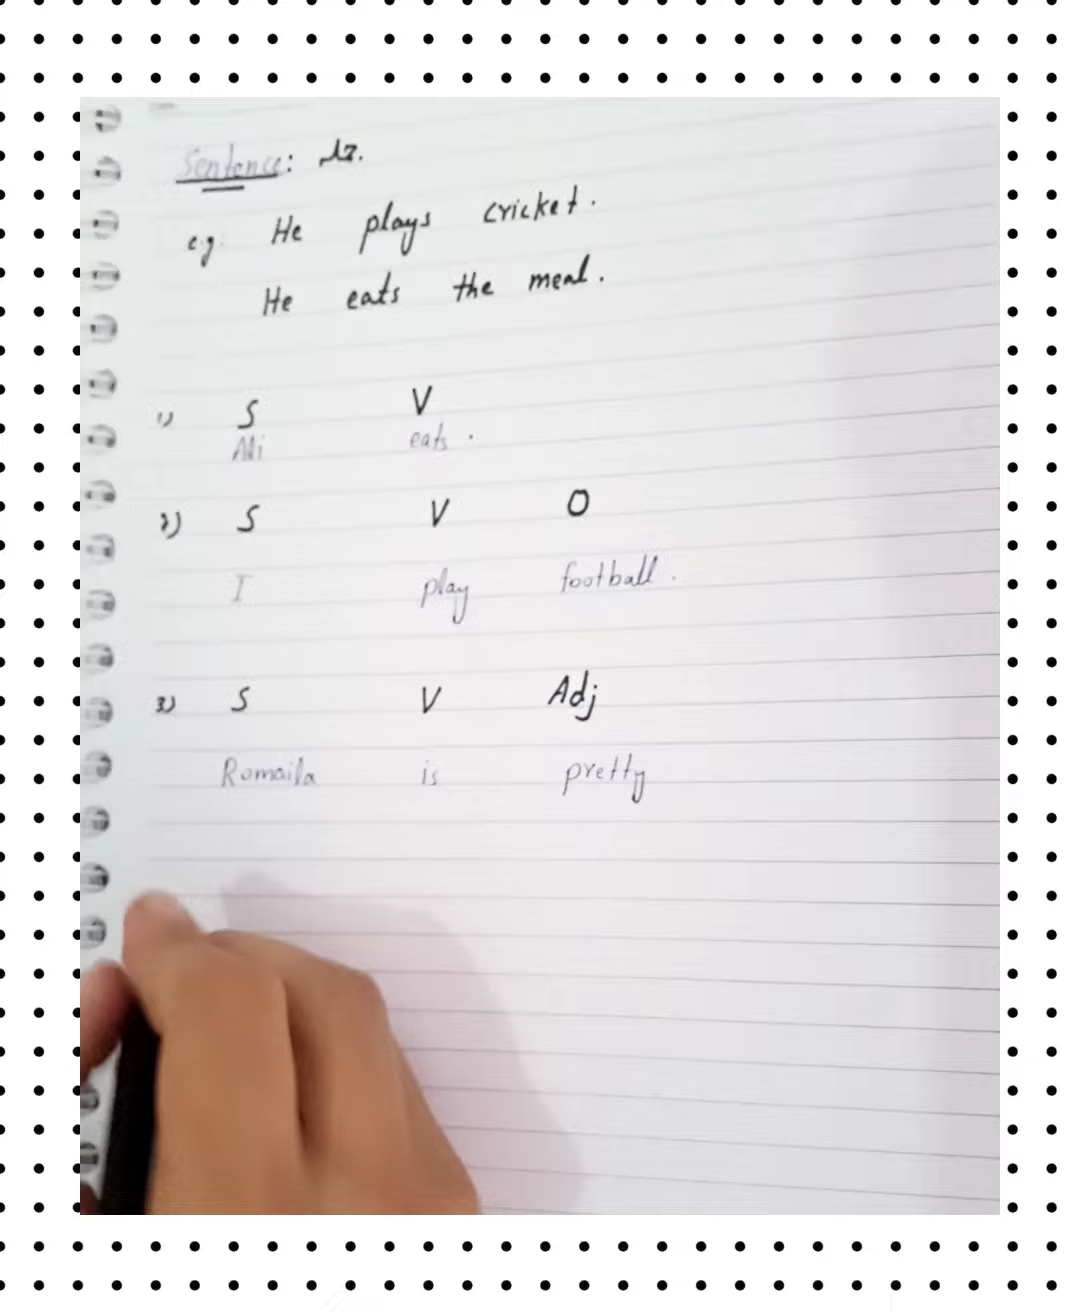 Sentence: جملہ.
e.g. He plays cricket.
He eats the meal.
1) S V
Ali eats.
2) S V O
I play football.
3) S V Adj
Romaila is pretty